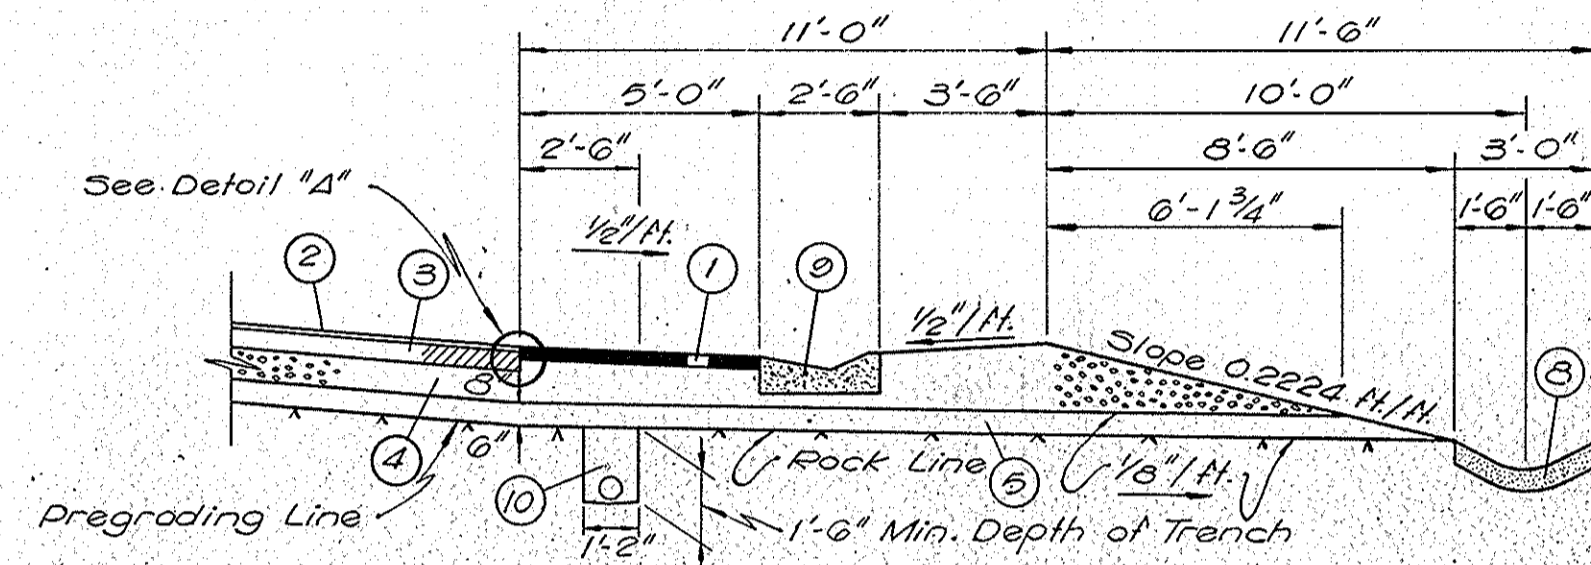 11'-0" 11'-6"
5'-0" 2'-6" 3'-6" 10'-0"
2'-6" 8'-6" 3'-0"
See Detail "A"
6'-1 3/4" 1'-6" 1'-6"
1/2"/ft.
2 3 1 9
1/2"/ft.
Slope 0.2224 ft./ft.
8
8
4 6" Rock Line 5 1/8"/ft.
10
Pregrading Line
1'-2" 1'-6" Min. Depth of Trench